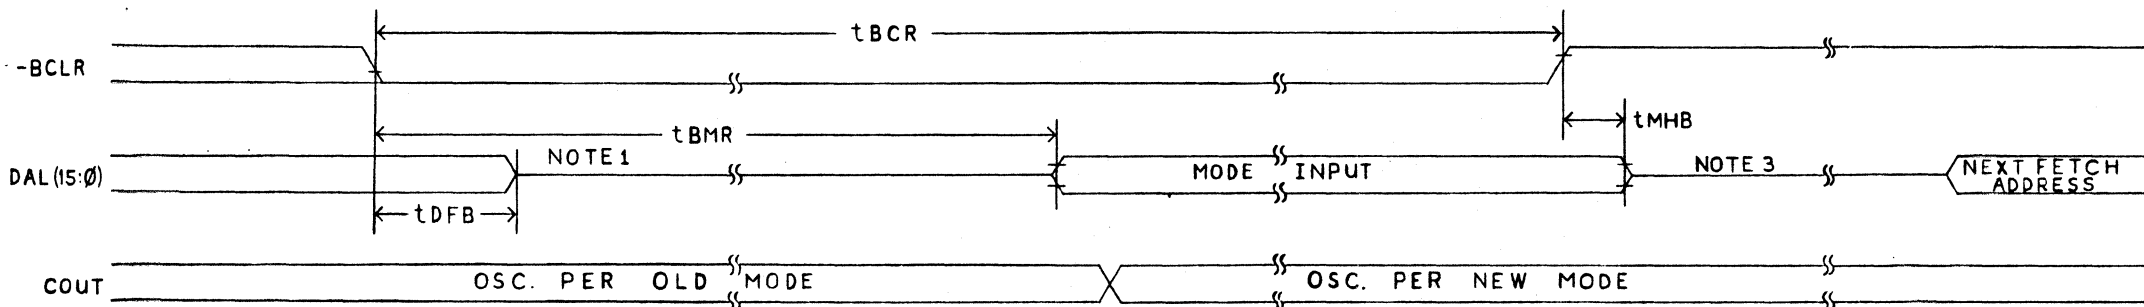 tBCR
-BCLR
tMHB
tBMR
NOTE 1
DAL (15:Ø)
MODE INPUT
NOTE 3
NEXT FETCH
ADDRESS
tDFB
OSC. PER OLD MODE
OSC. PER NEW MODE
COUT